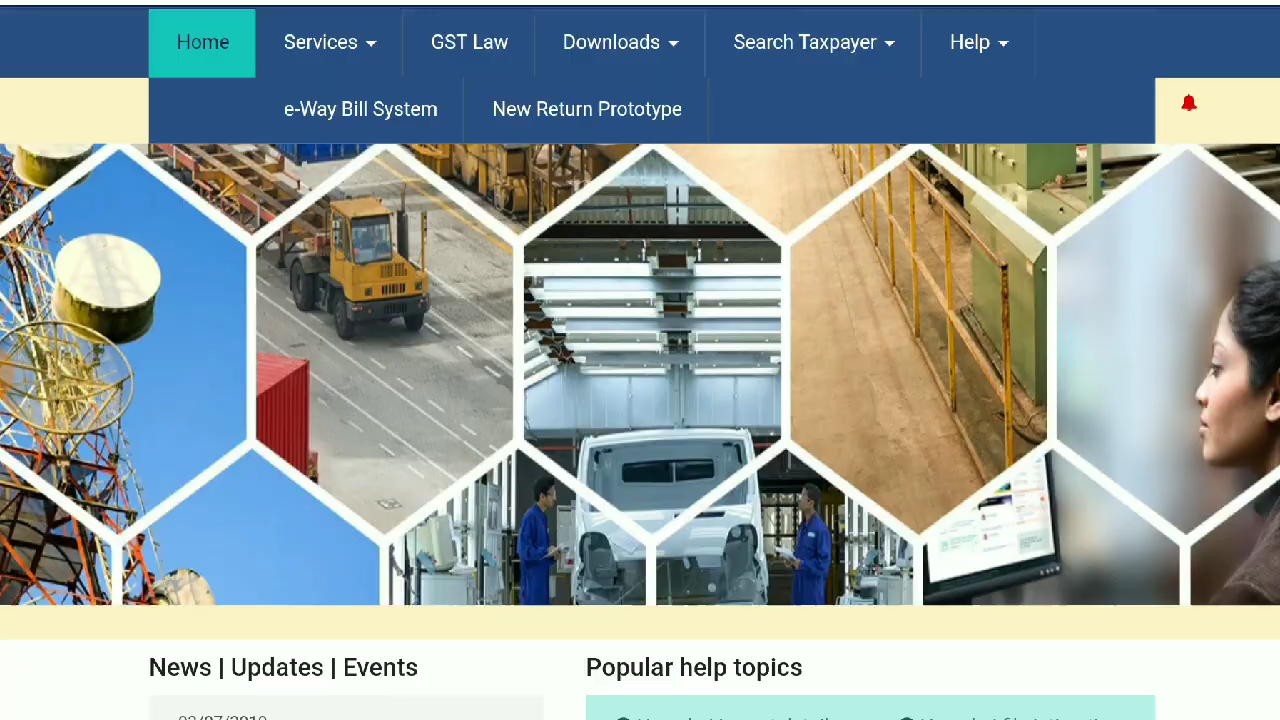 Home Services GST Law Downloads Search Taxpayer Help
e-Way Bill System New Return Prototype
News | Updates | Events Popular help topics